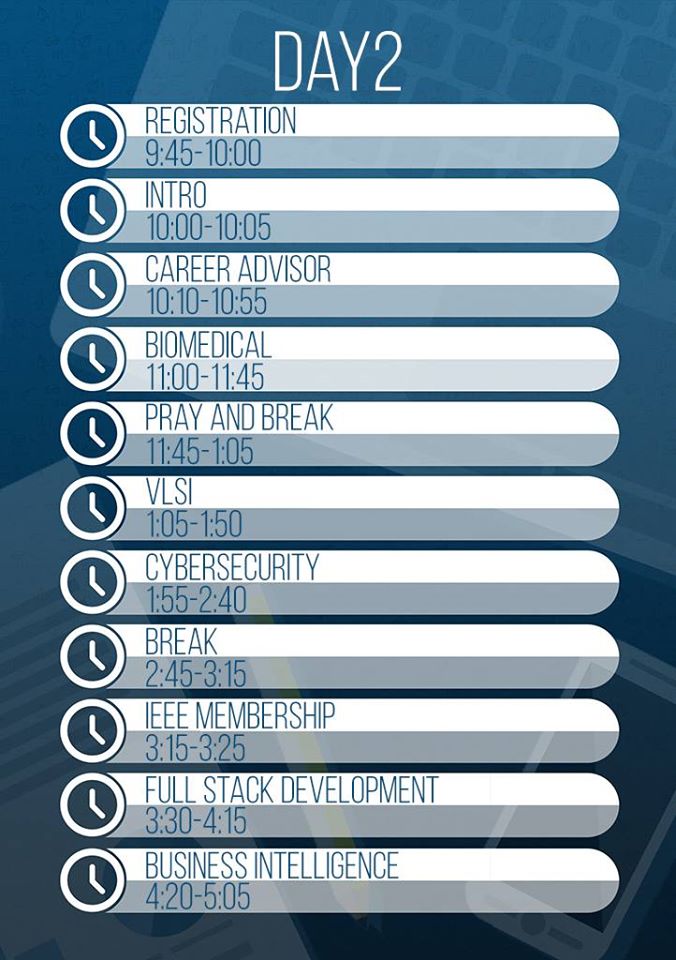 DAY2
REGISTRATION
9:45-10:00
INTRO
10:00-10:05
CAREER ADVISOR
10:10-10:55
BIOMEDICAL
11:00-11:45
PRAY AND BREAK
11:45-1:05
VLSI
1:05-1:50
CYBERSECURITY
1:55-2:40
BREAK
2:45-3:15
IEEE MEMBERSHIP
3:15-3:25
FULL STACK DEVELOPMENT
3:30-4:15
BUSINESS INTELLIGENCE
4:20-5:05